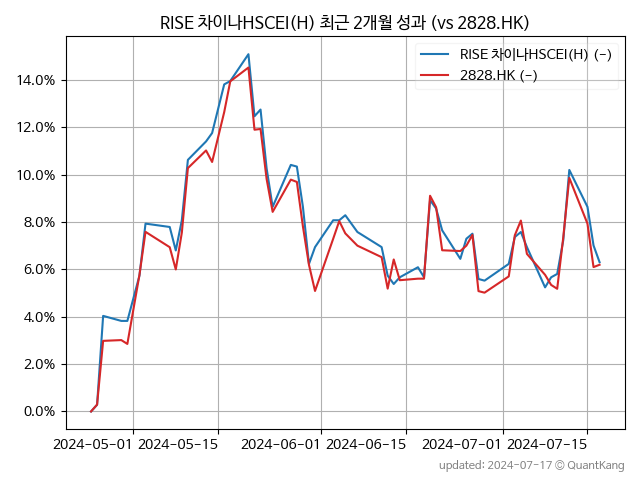 RISE 차이나HSCEI(H) 최근 2개월 성과 (vs 2828.HK)
RISE 차이나HSCEI(H) (-)
2828.HK (-)
14.0%
12.0%
10.0%
8.0%
6.0%
4.0%
2.0%
0.0%
2024-05-01 2024-05-15 2024-06-01 2024-06-15 2024-07-01 2024-07-15
updated: 2024-07-17 © QuantKang